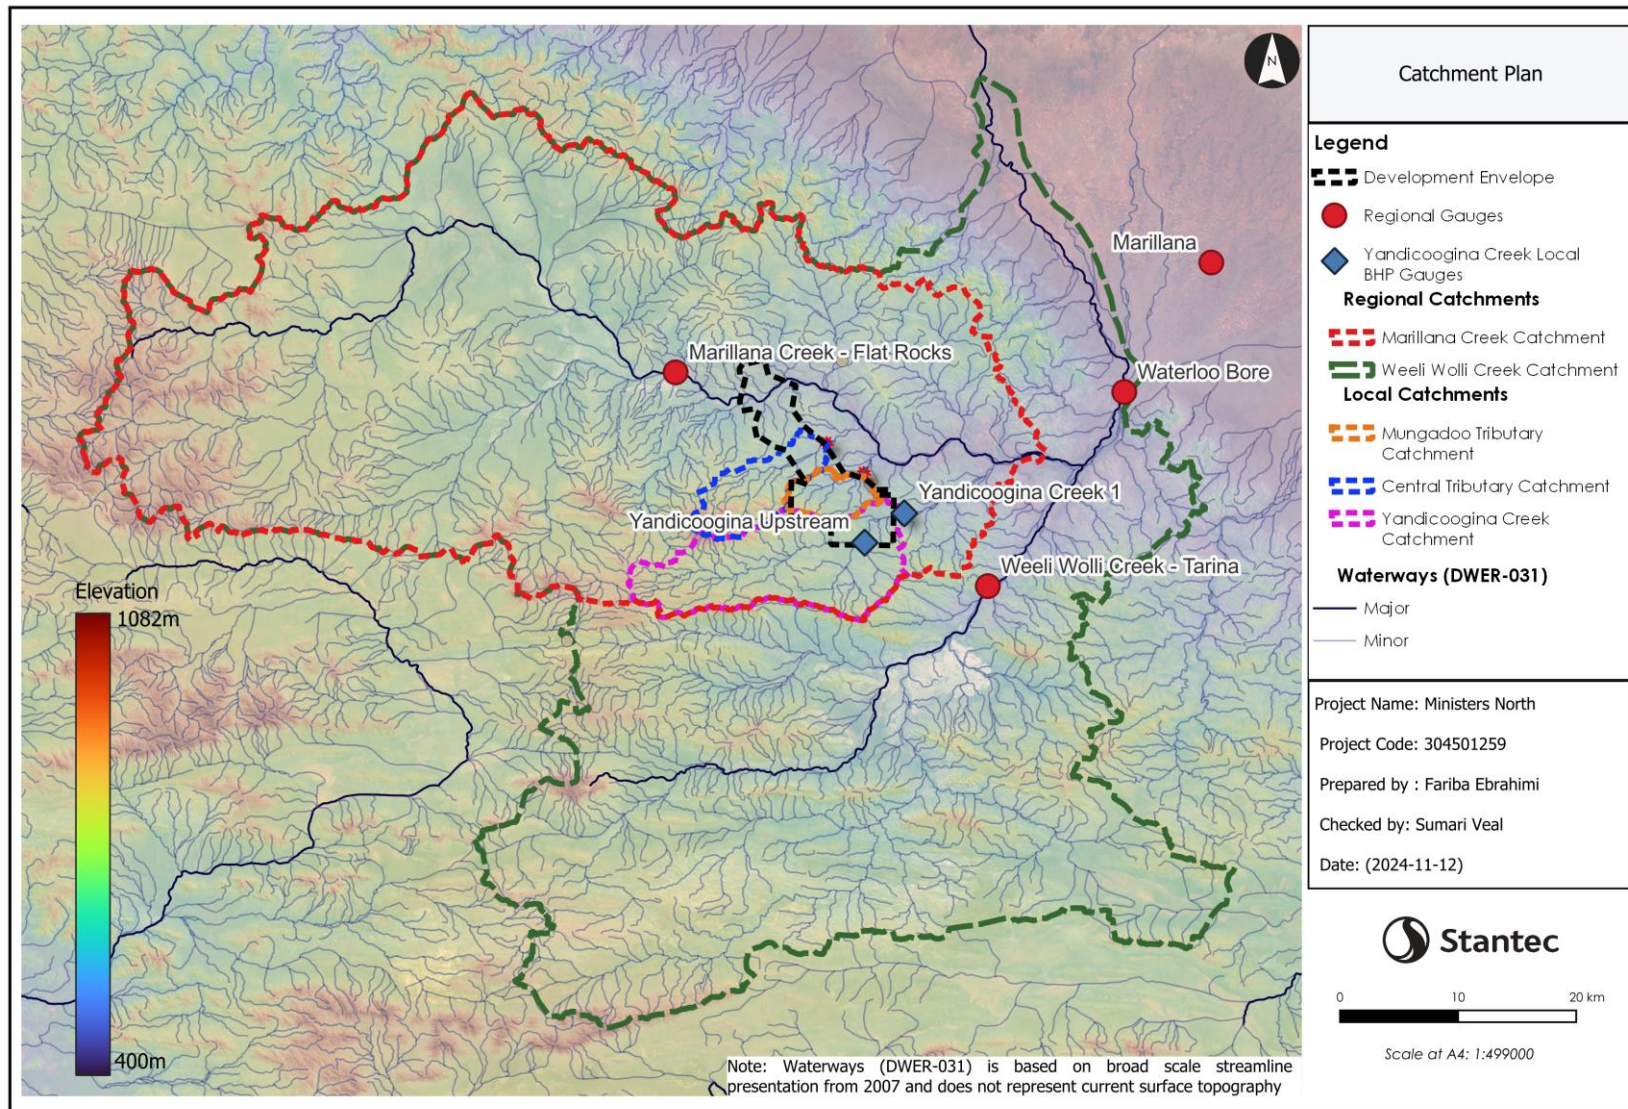 Catchment Plan
N
Legend
Development Envelope
Regional Gauges
Yandicoogina Creek Local
BHP Gauges
Regional Catchments
Marillana Creek Catchment
Weeli Wolli Creek Catchment
Local Catchments
Mungadoo Tributary
Catchment
Central Tributary Catchment
Yandicoogina Creek
Catchment
Waterways (DWER-031)
Major
Minor
Project Name: Ministers North
Project Code: 304501259
Prepared by : Fariba Ebrahimi
Checked by: Sumari Veal
Date: (2024-11-12)
Stantec
0 10 20 km
Scale at A4: 1:499000
Marillana
Marillana Creek - Flat Rocks
Waterloo Bore
Yandicoogina Creek 1
Yandicoogina Upstream
Weeli Wolli Creek - Tarina
Elevation
1082m
400m
Note: Waterways (DWER-031) is based on broad scale streamline
presentation from 2007 and does not represent current surface topography